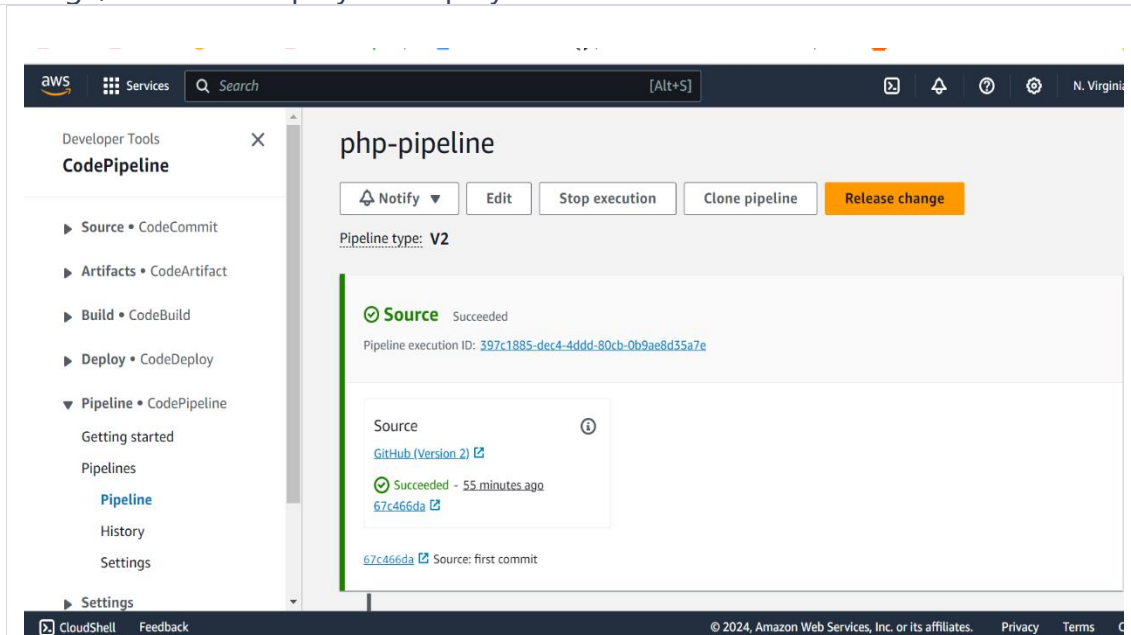 aws Services Search [Alt+S] N. Virginia
Developer Tools
CodePipeline
Source • CodeCommit
Artifacts • CodeArtifact
Build • CodeBuild
Deploy • CodeDeploy
Pipeline • CodePipeline
Getting started
Pipelines
Pipeline
History
Settings
Settings
php-pipeline
Notify Edit Stop execution Clone pipeline Release change
Pipeline type: V2
Source Succeeded
Pipeline execution ID: 397c1885-dec4-4ddd-80cb-0b9ae8d35a7e
Source
GitHub (Version 2)
Succeeded - 55 minutes ago
67c466da
67c466da Source: first commit
CloudShell Feedback © 2024, Amazon Web Services, Inc. or its affiliates. Privacy Terms